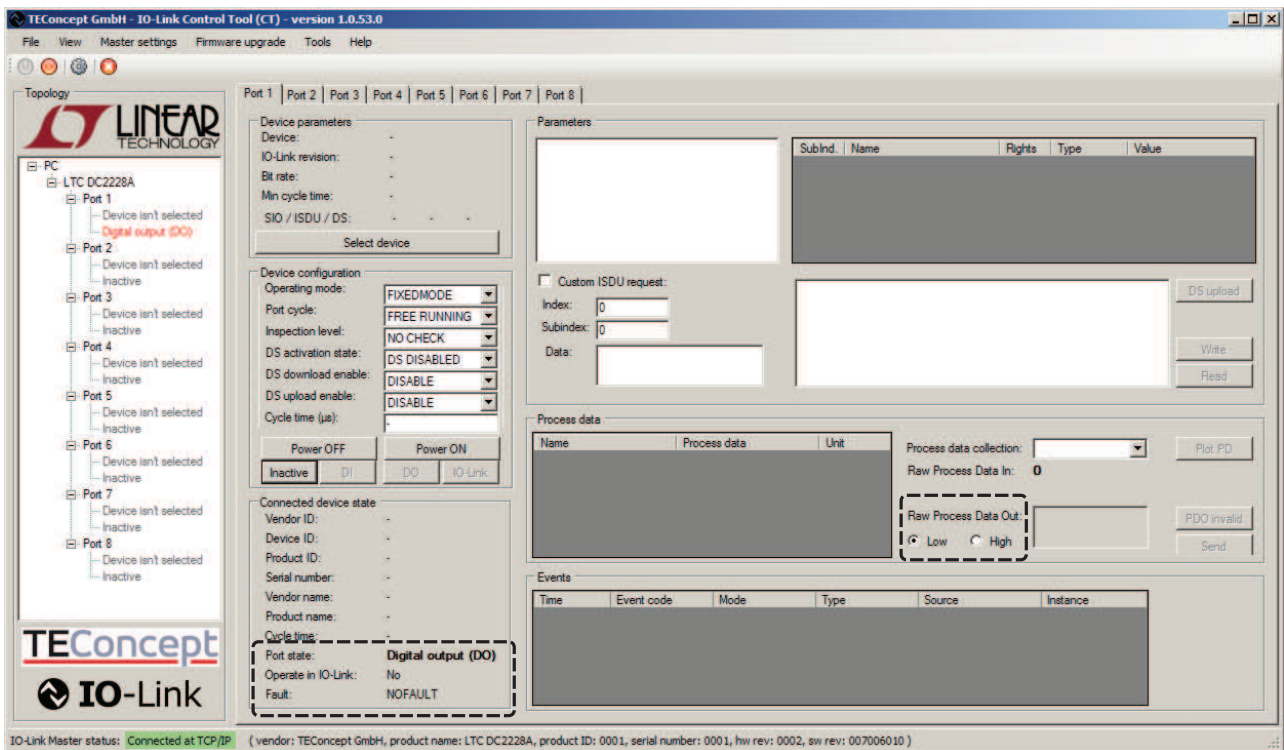 TEConcept GmbH - IO-Link Control Tool (CT) - version 1.0.53.0
File View Master settings Firmware upgrade Tools Help
Topology
LINEAR
TECHNOLOGY
PC
LTC DC2228A
Port 1
Device isn't selected
Digital output (DO)
Port 2
Device isn't selected
Inactive
Port 3
Device isn't selected
Inactive
Port 4
Device isn't selected
Inactive
Port 5
Device isn't selected
Inactive
Port 6
Device isn't selected
Inactive
Port 7
Device isn't selected
Inactive
Port 8
Device isn't selected
Inactive
TEConcept
IO-Link
Port 1 Port 2 Port 3 Port 4 Port 5 Port 6 Port 7 Port 8
Device parameters
Device: -
IO-Link revision: -
Bit rate: -
Min cycle time: -
SIO / ISDU / DS: - - -
Select device
Device configuration
Operating mode: FIXEDMODE
Port cycle: FREE RUNNING
Inspection level: NO CHECK
DS activation state: DS DISABLED
DS download enable: DISABLE
DS upload enable: DISABLE
Cycle time (µs): -
Power OFF Power ON
Inactive DI DO IO-Link
Connected device state
Vendor ID: -
Device ID: -
Product ID: -
Serial number: -
Vendor name: -
Product name: -
Cycle time: -
Port state: Digital output (DO)
Operate in IO-Link: No
Fault: NOFAULT
Parameters
SubInd. Name Rights Type Value
Custom ISDU request:
Index: 0
Subindex: 0
Data:
DS upload
Write
Read
Process data
Name Process data Unit
Process data collection:
Plot PD
Raw Process Data In: 0
Raw Process Data Out:
Low High
PDO invalid
Send
Events
Time Event code Mode Type Source Instance
IO-Link Master status: Connected at TCP/IP ( vendor: TEConcept GmbH, product name: LTC DC2228A, product ID: 0001, serial number: 0001, hw rev: 0002, sw rev: 007006010 )